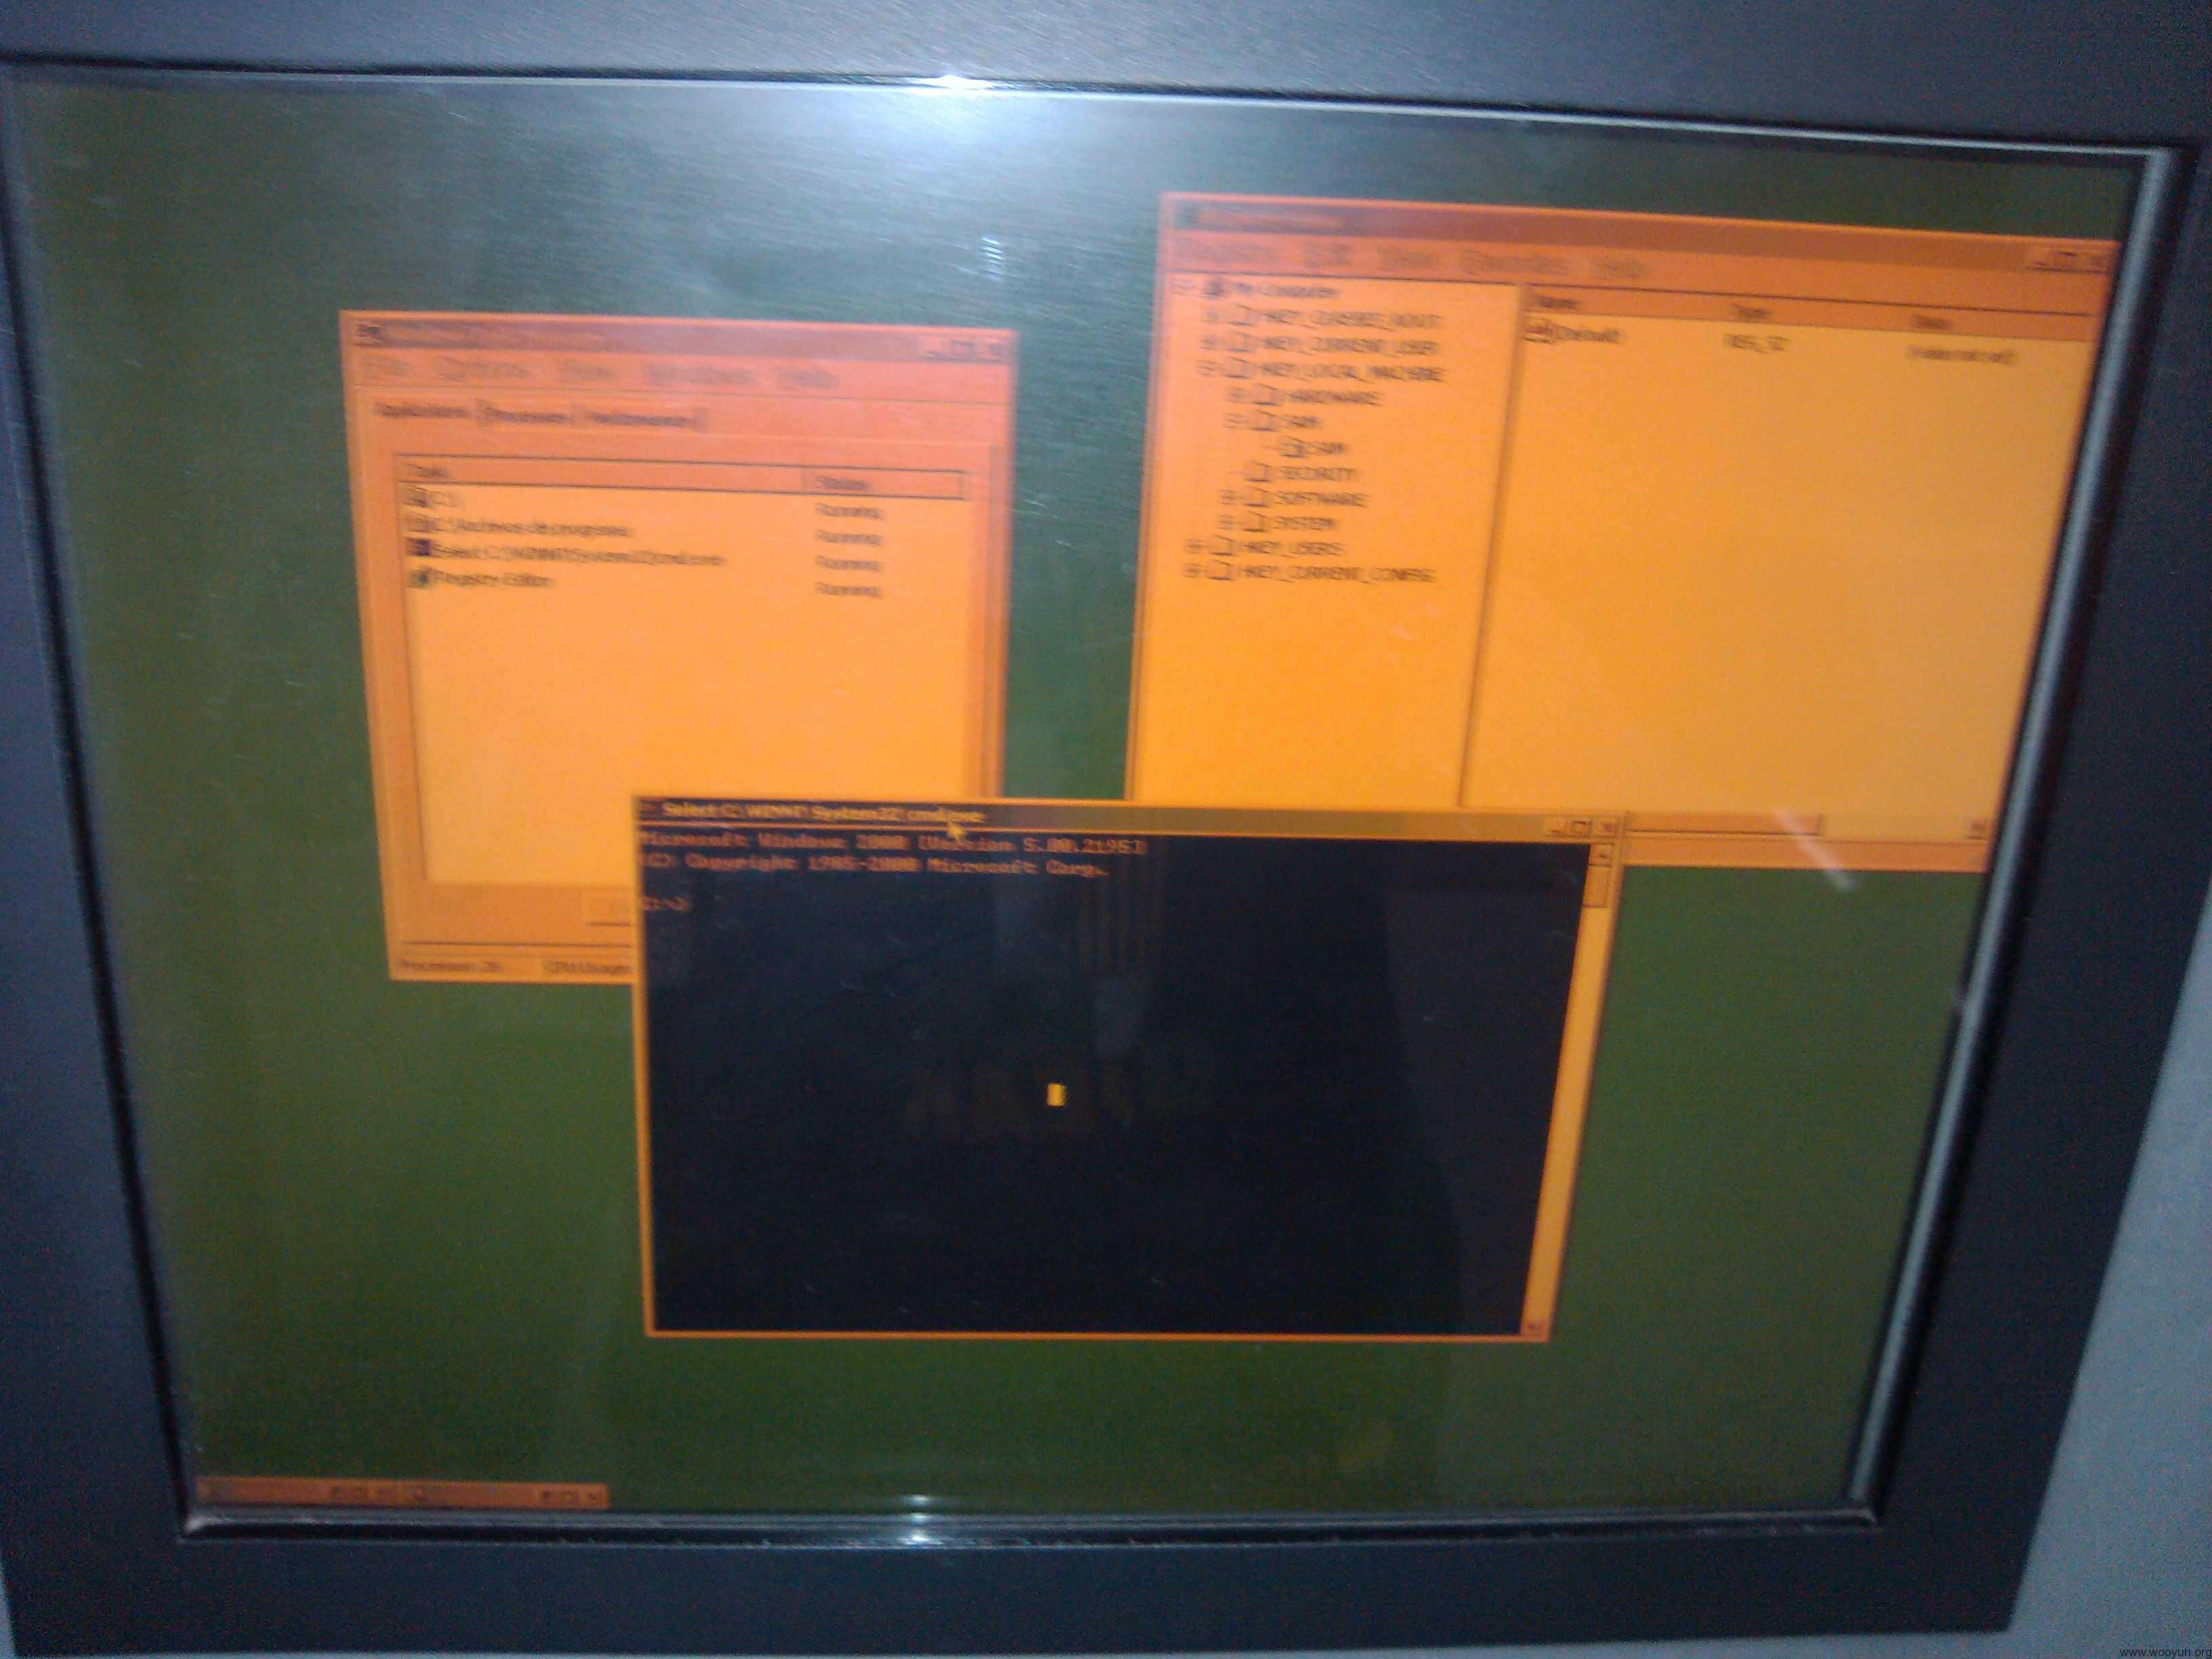 File Options View Windows Help
Applications Processes Performance
Task Status
C:\ Running
C:\Archivos de programa Running
Select C:\WINNT\System32\cmd.exe Running
Registry Editor Running
Processes: 26 CPU Usage
Registry Edit View Favorites Help
My Computer
HKEY_CLASSES_ROOT
HKEY_CURRENT_USER
HKEY_LOCAL_MACHINE
HARDWARE
SAM
SAM
SECURITY
SOFTWARE
SYSTEM
HKEY_USERS
HKEY_CURRENT_CONFIG
Name Type Data
(Default) REG_SZ (value not set)
Select C:\WINNT\System32\cmd.exe
Microsoft Windows 2000 [Version 5.00.2195]
(C) Copyright 1985-2000 Microsoft Corp.
C:\>
www.wooyun.org